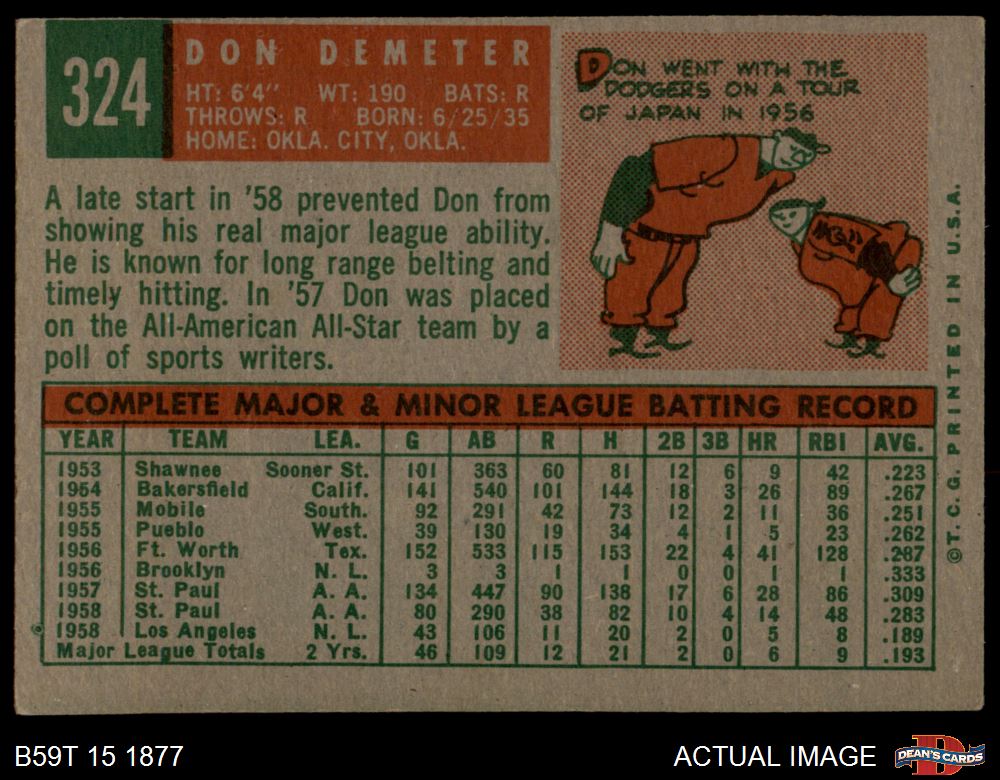 324
DON DEMETER
HT: 6'4" WT: 190 BATS: R
THROWS: R BORN: 6/25/35
HOME: OKLA. CITY, OKLA.
DON WENT WITH THE
DODGERS ON A TOUR
OF JAPAN IN 1956
A late start in '58 prevented Don from
showing his real major league ability.
He is known for long range belting and
timely hitting. In '57 Don was placed
on the All-American All-Star team by a
poll of sports writers.
©T.C.G. PRINTED IN U.S.A.
COMPLETE MAJOR & MINOR LEAGUE BATTING RECORD
YEAR TEAM LEA. G AB R H 2B 3B HR RBI AVG.
1953 Shawnee Sooner St. 101 363 60 81 12 6 9 42 .223
1954 Bakersfield Calif. 141 540 101 144 18 3 26 89 .267
1955 Mobile South. 92 291 42 73 12 2 11 36 .251
1955 Pueblo West. 39 130 19 34 4 1 5 23 .262
1956 Ft. Worth Tex. 152 533 115 153 22 4 41 128 .287
1956 Brooklyn N. L. 3 3 1 1 0 0 1 1 .333
1957 St. Paul A. A. 134 447 90 138 17 6 28 86 .309
1958 St. Paul A. A. 80 290 38 82 10 4 14 48 .283
1958 Los Angeles N. L. 43 106 11 20 2 0 5 8 .189
Major League Totals 2 Yrs. 46 109 12 21 2 0 6 9 .193
B59T 15 1877
ACTUAL IMAGE
D
DEAN'S CARDS